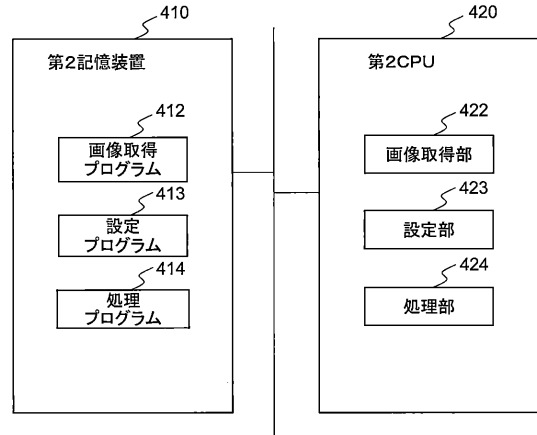 410
第2記憶装置
412
画像取得
プログラム
413
設定
プログラム
414
処理
プログラム
420
第2CPU
422
画像取得部
423
設定部
424
処理部